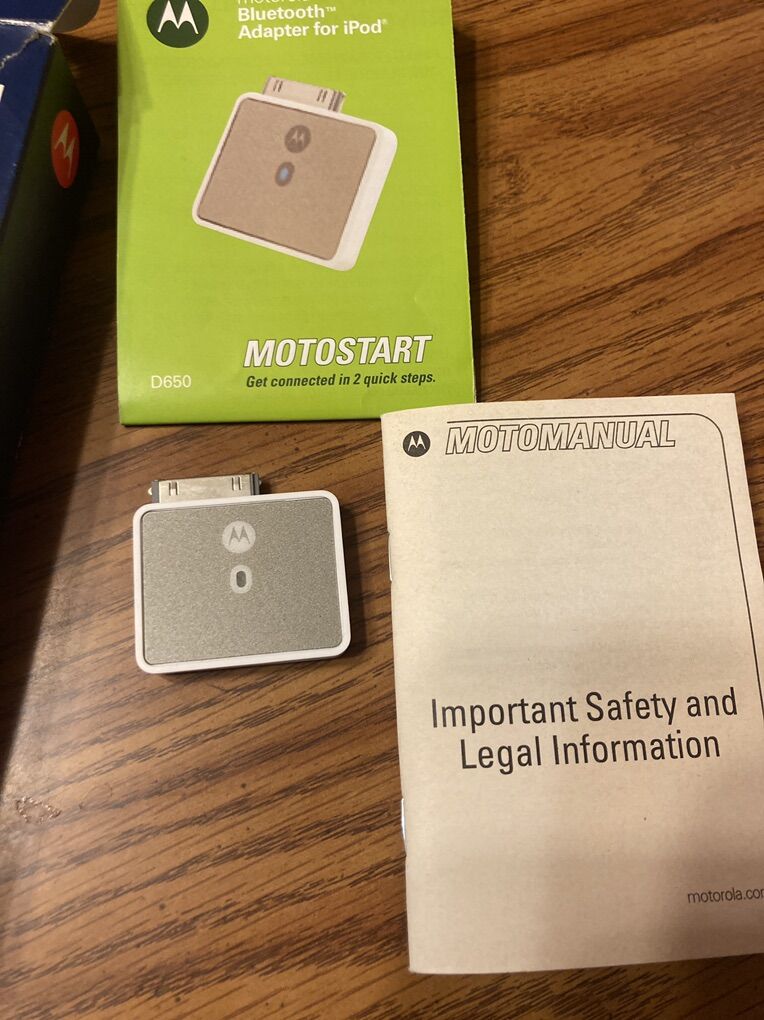 Bluetooth™
Adapter for iPod®
MOTOSTART
D650
Get connected in 2 quick steps.
MOTOMANUAL
Important Safety and
Legal Information
motorola.co